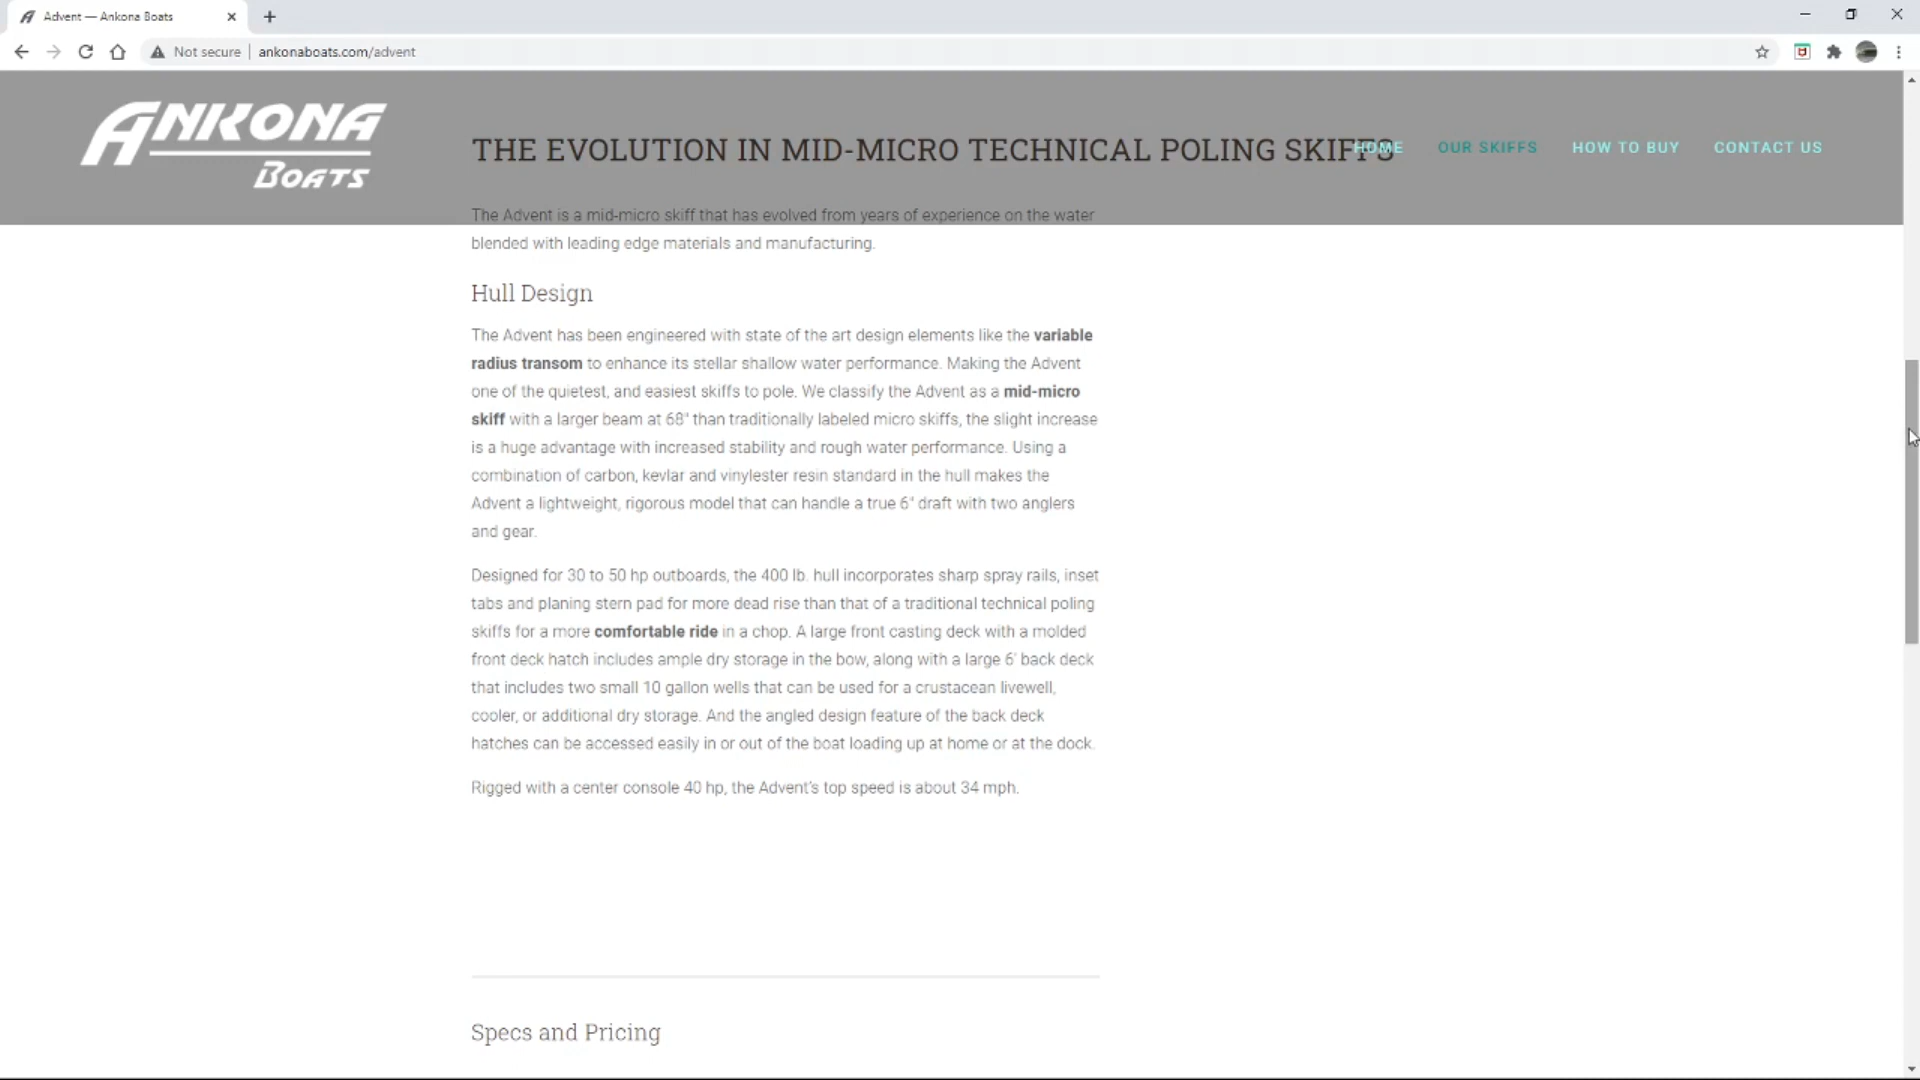 Advent — Ankona Boats
Not secure
ankonaboats.com/advent
ANKONA
BOATS
HOME
OUR SKIFFS
HOW TO BUY
CONTACT US
THE EVOLUTION IN MID-MICRO TECHNICAL POLING SKIFFS
The Advent is a mid-micro skiff that has evolved from years of experience on the water
blended with leading edge materials and manufacturing.
Hull Design
The Advent has been engineered with state of the art design elements like the variable
radius transom to enhance its stellar shallow water performance. Making the Advent
one of the quietest, and easiest skiffs to pole. We classify the Advent as a mid-micro
skiff with a larger beam at 68" than traditionally labeled micro skiffs, the slight increase
is a huge advantage with increased stability and rough water performance. Using a
combination of carbon, kevlar and vinylester resin standard in the hull makes the
Advent a lightweight, rigorous model that can handle a true 6" draft with two anglers
and gear.
Designed for 30 to 50 hp outboards, the 400 lb. hull incorporates sharp spray rails, inset
tabs and planing stern pad for more dead rise than that of a traditional technical poling
skiffs for a more comfortable ride in a chop. A large front casting deck with a molded
front deck hatch includes ample dry storage in the bow, along with a large 6' back deck
that includes two small 10 gallon wells that can be used for a crustacean livewell,
cooler, or additional dry storage. And the angled design feature of the back deck
hatches can be accessed easily in or out of the boat loading up at home or at the dock.
Rigged with a center console 40 hp, the Advent's top speed is about 34 mph.
Specs and Pricing